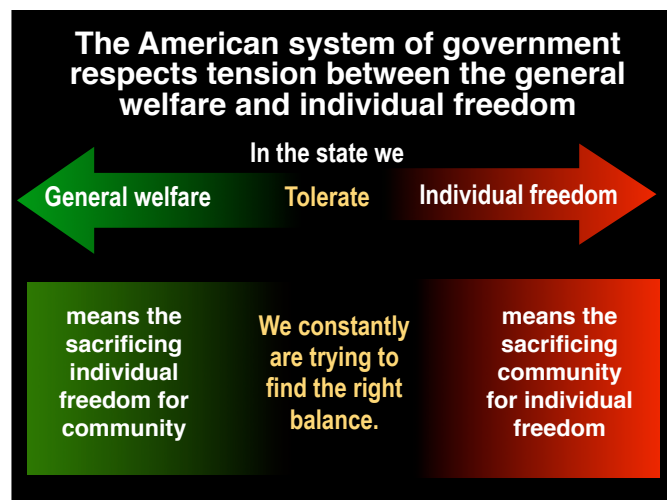 The American system of government
respects tension between the general
welfare and individual freedom
In the state we
General welfare
Tolerate
Individual freedom
means the
sacrificing
individual
freedom for
community
We constantly
are trying to
find the right
balance.
means the
sacrificing
community
for individual
freedom